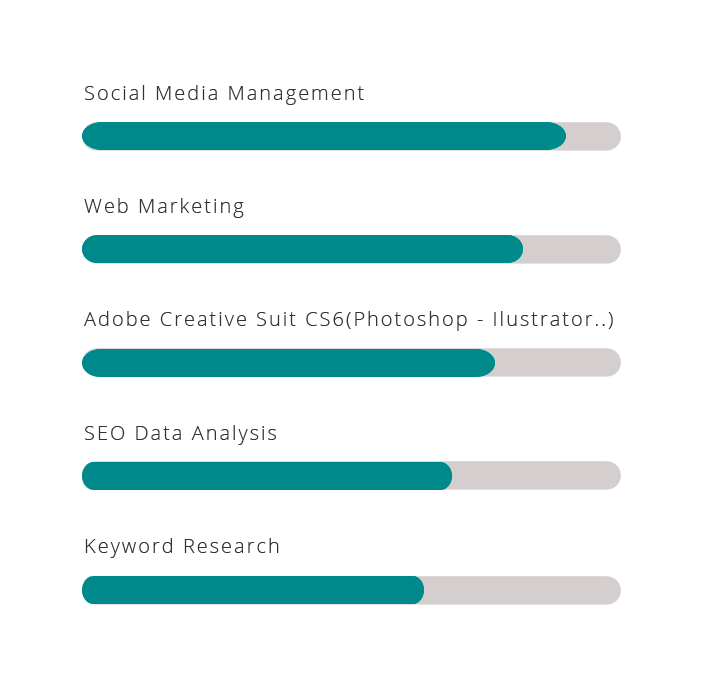 Social Media Management
Web Marketing
Adobe Creative Suit CS6(Photoshop - Ilustrator..)
SEO Data Analysis
Keyword Research